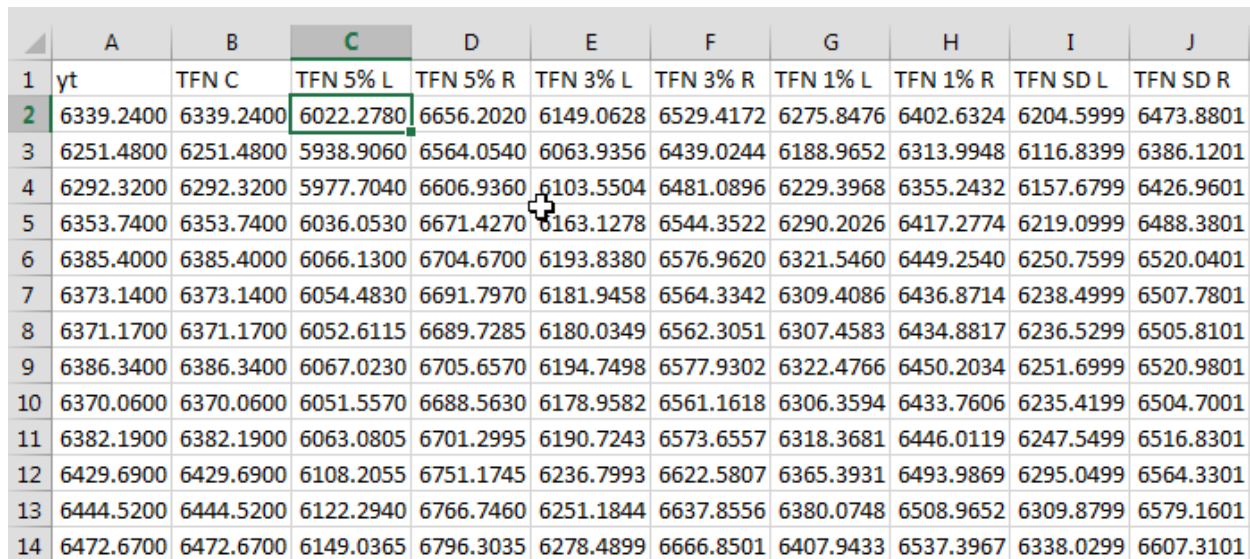 A B C D E F G H I J
1 yt TFN C TFN 5% L TFN 5% R TFN 3% L TFN 3% R TFN 1% L TFN 1% R TFN SD L TFN SD R
2 6339.2400 6339.2400 6022.2780 6656.2020 6149.0628 6529.4172 6275.8476 6402.6324 6204.5999 6473.8801
3 6251.4800 6251.4800 5938.9060 6564.0540 6063.9356 6439.0244 6188.9652 6313.9948 6116.8399 6386.1201
4 6292.3200 6292.3200 5977.7040 6606.9360 6103.5504 6481.0896 6229.3968 6355.2432 6157.6799 6426.9601
5 6353.7400 6353.7400 6036.0530 6671.4270 6163.1278 6544.3522 6290.2026 6417.2774 6219.0999 6488.3801
6 6385.4000 6385.4000 6066.1300 6704.6700 6193.8380 6576.9620 6321.5460 6449.2540 6250.7599 6520.0401
7 6373.1400 6373.1400 6054.4830 6691.7970 6181.9458 6564.3342 6309.4086 6436.8714 6238.4999 6507.7801
8 6371.1700 6371.1700 6052.6115 6689.7285 6180.0349 6562.3051 6307.4583 6434.8817 6236.5299 6505.8101
9 6386.3400 6386.3400 6067.0230 6705.6570 6194.7498 6577.9302 6322.4766 6450.2034 6251.6999 6520.9801
10 6370.0600 6370.0600 6051.5570 6688.5630 6178.9582 6561.1618 6306.3594 6433.7606 6235.4199 6504.7001
11 6382.1900 6382.1900 6063.0805 6701.2995 6190.7243 6573.6557 6318.3681 6446.0119 6247.5499 6516.8301
12 6429.6900 6429.6900 6108.2055 6751.1745 6236.7993 6622.5807 6365.3931 6493.9869 6295.0499 6564.3301
13 6444.5200 6444.5200 6122.2940 6766.7460 6251.1844 6637.8556 6380.0748 6508.9652 6309.8799 6579.1601
14 6472.6700 6472.6700 6149.0365 6796.3035 6278.4899 6666.8501 6407.9433 6537.3967 6338.0299 6607.3101